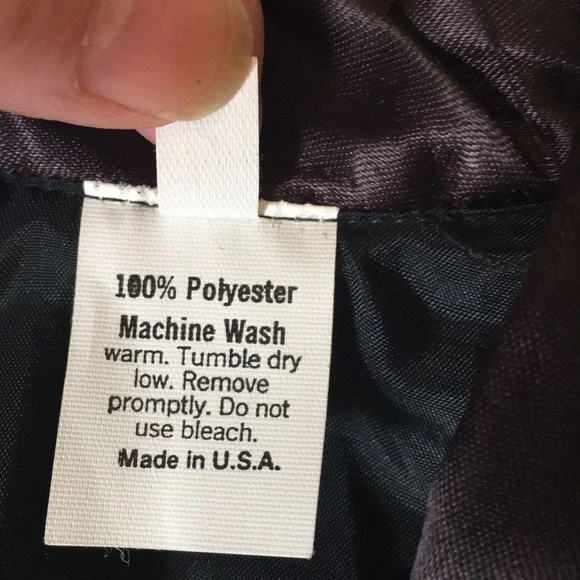 100% Polyester
Machine Wash
warm. Tumble dry
low. Remove
promptly. Do not
use bleach.
Made in U.S.A.